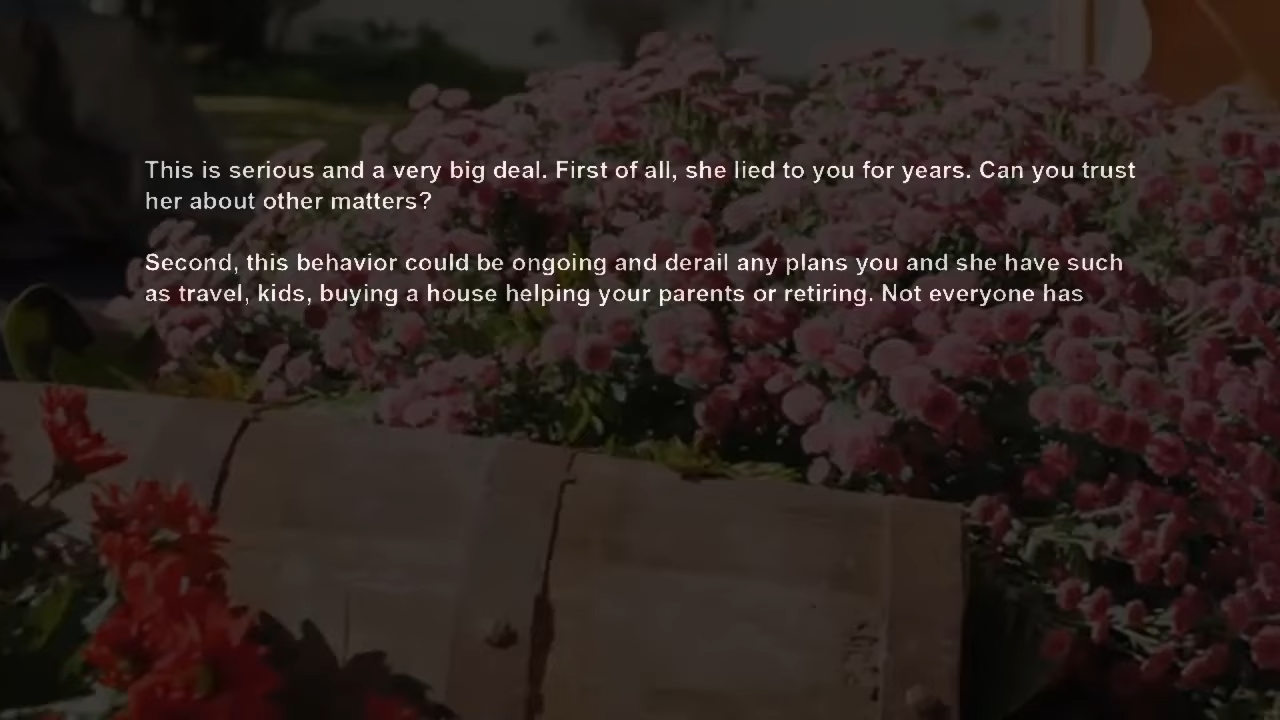 This is serious and a very big deal. First of all, she lied to you for years. Can you trust
her about other matters?
Second, this behavior could be ongoing and derail any plans you and she have such
as travel, kids, buying a house helping your parents or retiring. Not everyone has